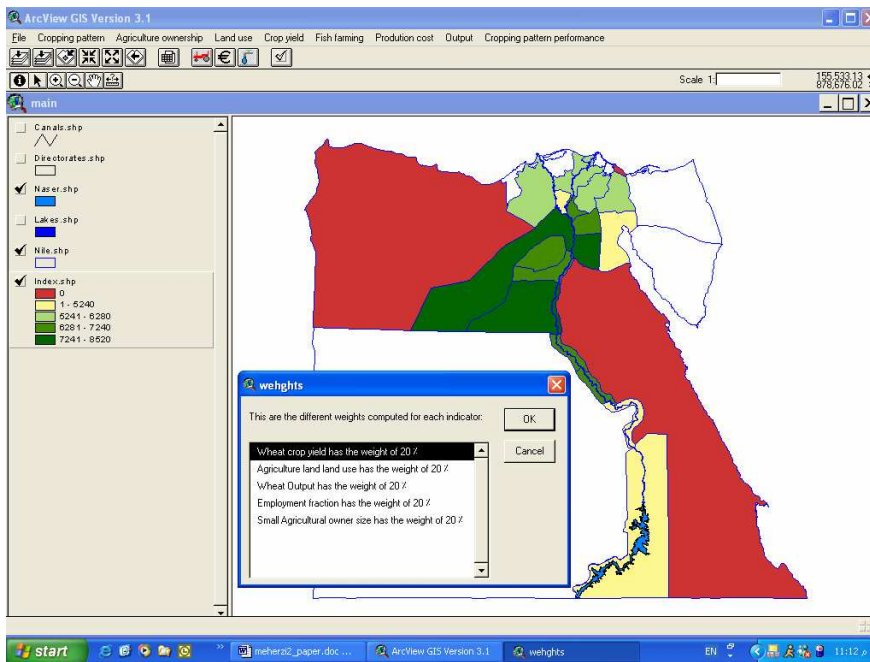 ArcView GIS Version 3.1
File Cropping pattern Agriculture ownership Land use Crop yield Fish farming Prodution cost Output Cropping pattern performance
Scale 1:
155,533.13
878,676.02
main
Canals.shp
Directorates.shp
Naser.shp
Lakes.shp
Nile.shp
Index.shp
0
1 - 5240
5241 - 6280
6281 - 7240
7241 - 8520
wehghts
This are the different weights computed for each indicator:
OK
Cancel
Wheat crop yield has the weight of 20 %
Agriculture land land use has the weight of 20 %
Wheat Output has the weight of 20 %
Employment fraction has the weight of 20 %
Small Agricultural owner size has the weight of 20 %
start
meherzi2_paper.doc ...
ArcView GIS Version 3.1
wehghts
EN
11:12 م